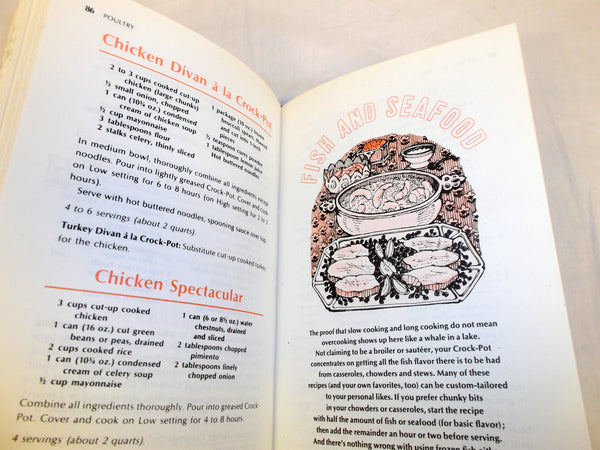 86 POULTRY
Chicken Divan à la Crock-Pot
2 to 3 cups cooked cut-up
chicken (large chunks)
½ small onion, chopped
1 can (10¾ oz.) condensed
cream of chicken soup
½ cup mayonnaise
3 tablespoons flour
2 stalks celery, thinly sliced
1 package (10 oz.) frozen
broccoli spears, thawed
and cut into 1-inch
pieces
½ teaspoon curry powder
1 tablespoon lemon juice
Hot buttered noodles
In medium bowl, thoroughly combine all ingredients except
noodles. Pour into lightly greased Crock-Pot. Cover and cook
on Low setting for 6 to 8 hours (on High setting for 2 to
hours).
Serve with hot buttered noodles, spooning sauce over top
4 to 6 servings (about 2 quarts).
Turkey Divan à la Crock-Pot: Substitute cut-up cooked turkey
for the chicken.
Chicken Spectacular
3 cups cut-up cooked
chicken
1 can (16 oz.) cut green
beans or peas, drained
2 cups cooked rice
1 can (10¾ oz.) condensed
cream of celery soup
½ cup mayonnaise
1 can (6 or 8½ oz.) water
chestnuts, drained
and sliced
2 tablespoons chopped
pimiento
2 tablespoons finely
chopped onion
Combine all ingredients thoroughly. Pour into greased Crock-
Pot. Cover and cook on Low setting for 4 to 8 hours.
4 servings (about 2 quarts).
FISH AND SEAFOOD
The proof that slow cooking and long cooking do not mean
overcooking shows up here like a whale in a lake.
Not claiming to be a broiler or sautéer, your Crock-Pot
concentrates on getting all the fish flavor there is to be had
from casseroles, chowders and stews. Many of these
recipes (and your own favorites, too) can be custom-tailored
to your personal likes. If you prefer chunky bits
in your chowders or casseroles, start the recipe
with half the amount of fish or seafood (for basic flavor);
then add the remainder an hour or two before serving.
And there's nothing wrong with using frozen fish